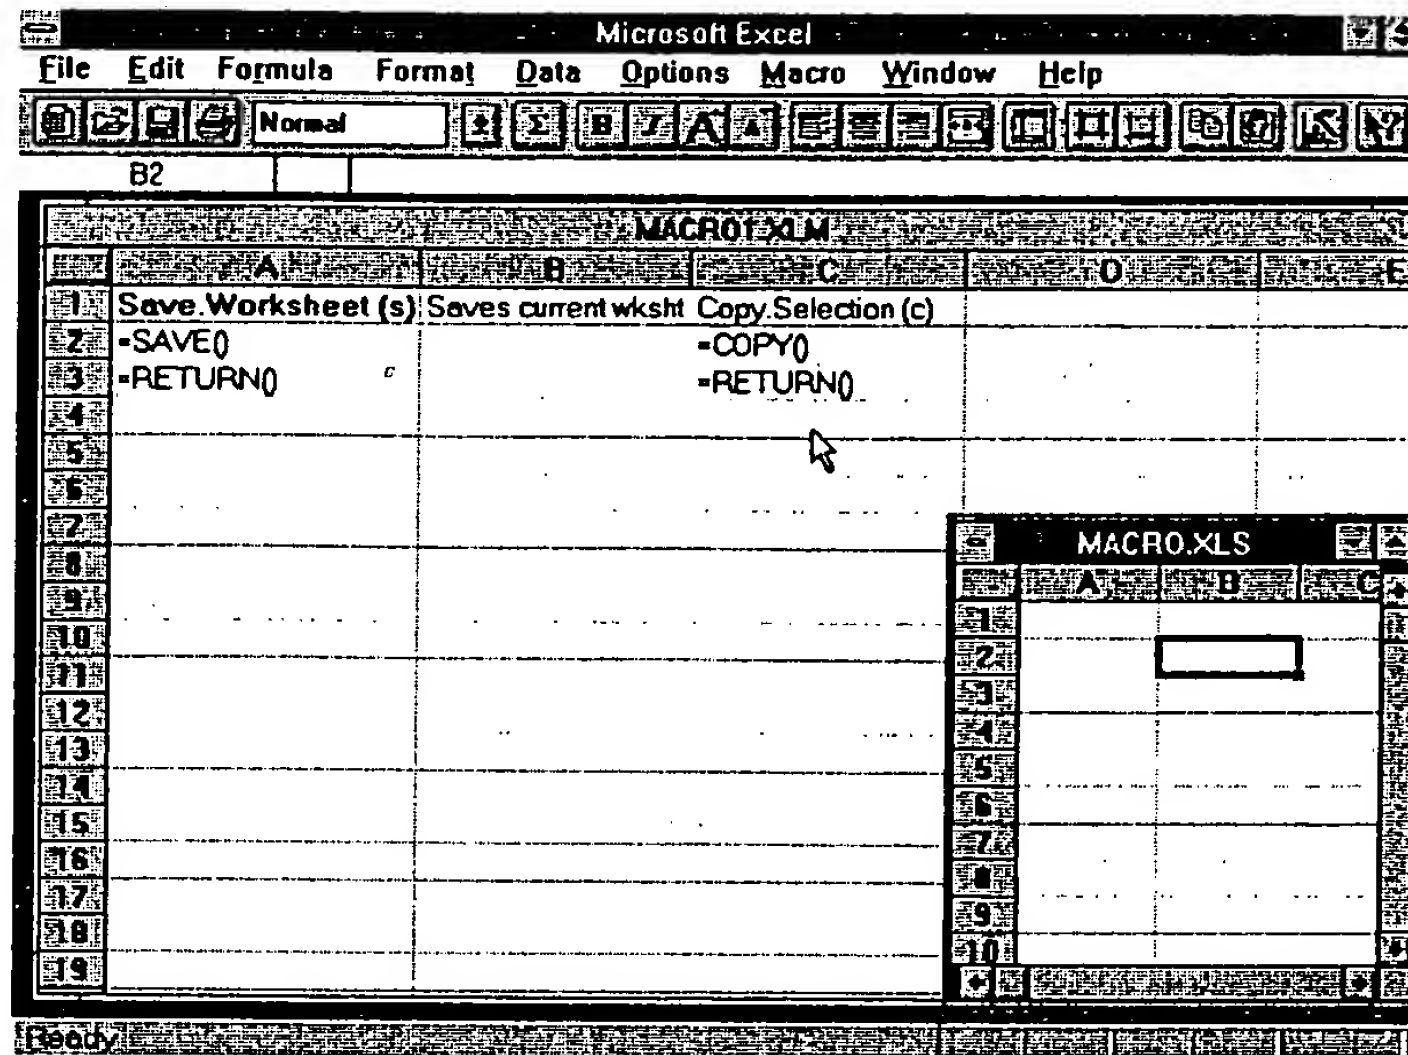 Microsoft Excel
File Edit Formula Format Data Options Macro Window Help
Normal Σ B I A A
B2
MACRO1.XLM
A B C D E
1 Save.Worksheet (s) Saves current wksht Copy.Selection (c)
2 =SAVE() =COPY()
3 =RETURN() c =RETURN()
4
5
6
7
8
9
10
11
12
13
14
15
16
17
18
19
MACRO.XLS
A B C
1
2
3
4
5
6
7
8
9
10
Ready